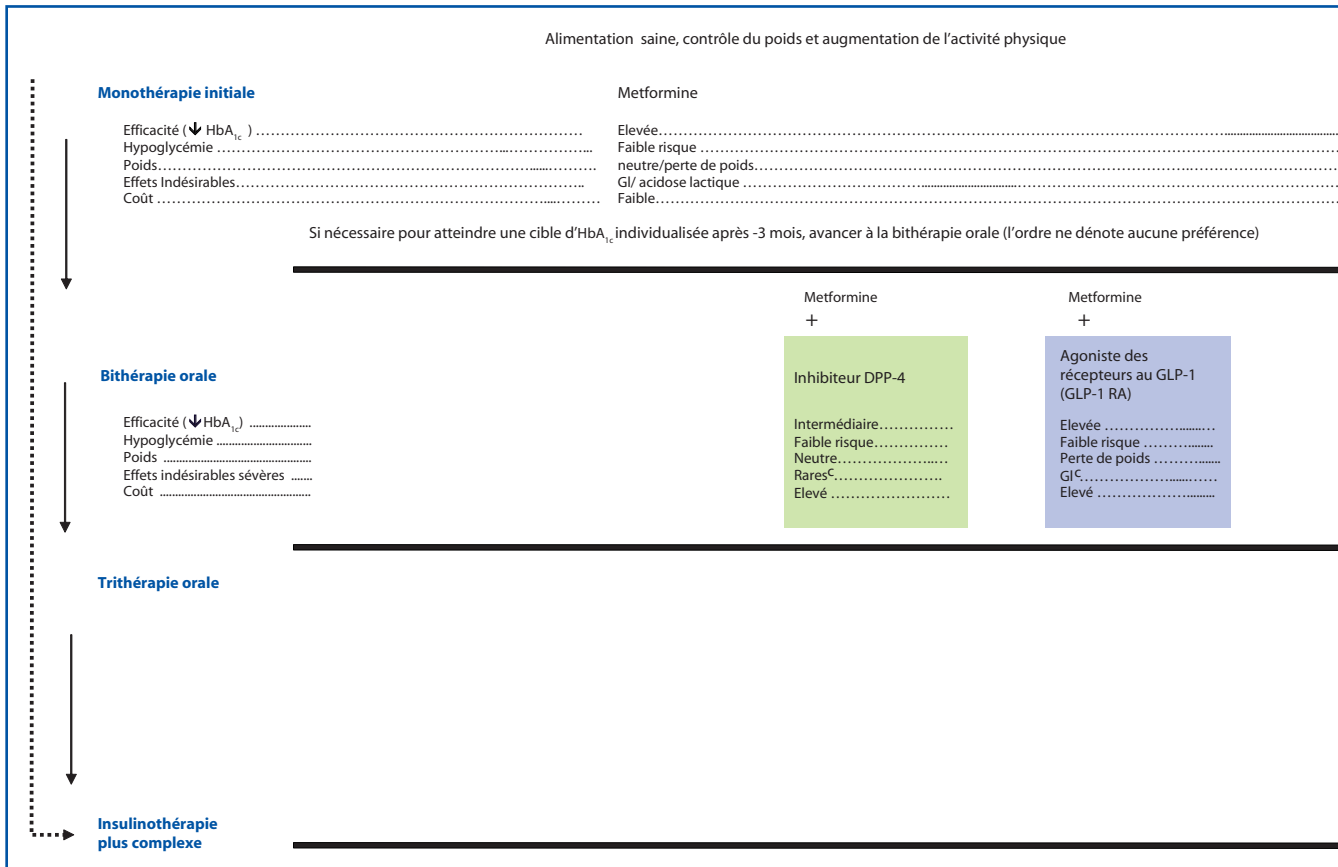 Alimentation saine, contrôle du poids et augmentation de l'activité physique
Monothérapie initiale Metformine
Efficacité (↓ HbA1c ) ........................ Elevée........................
Hypoglycémie ........................ Faible risque ........................
Poids........................ neutre/perte de poids........................
Effets Indésirables........................ GI/ acidose lactique ........................
Coût ........................ Faible........................
Si nécessaire pour atteindre une cible d'HbA1c individualisée après -3 mois, avancer à la bithérapie orale (l'ordre ne dénote aucune préférence)
Metformine
+
Inhibiteur DPP-4
Intermédiaire...............
Faible risque...............
Neutre...............
Rares^C...............
Elevé ...............
Metformine
+
Agoniste des
récepteurs au GLP-1
(GLP-1 RA)
Elevée ...............
Faible risque ...............
Perte de poids ...............
GI^C...............
Elevé ...............
Bithérapie orale
Efficacité (↓HbA1c) .....................
Hypoglycémie .....................
Poids .....................
Effets indésirables sévères .......
Coût .....................
Trithérapie orale
Insulinothérapie
plus complexe